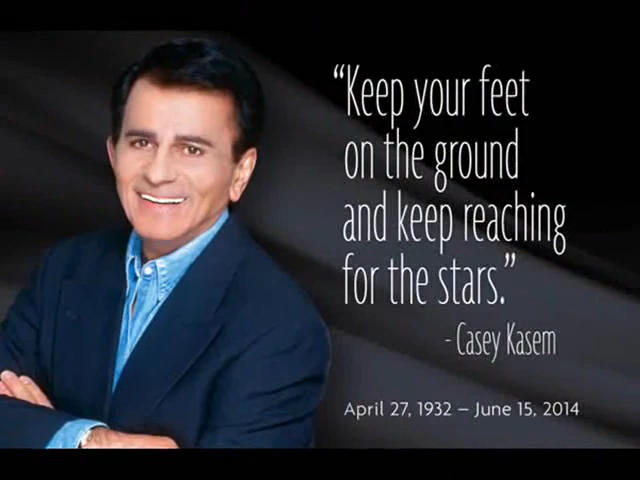 “Keep your feet
on the ground
and keep reaching
for the stars.”
- Casey Kasem
April 27, 1932 – June 15, 2014